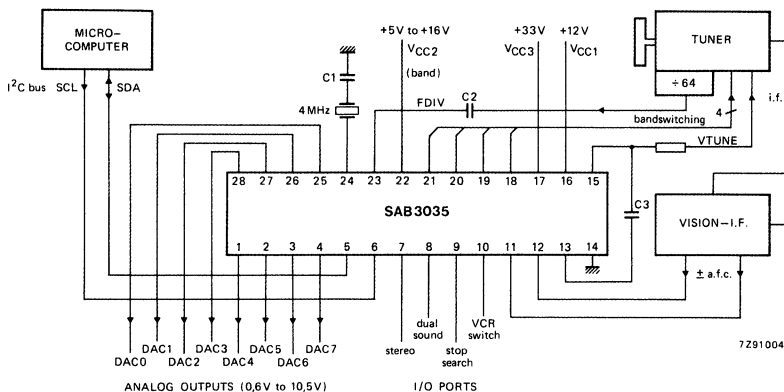 MICRO-
COMPUTER
I²C bus SCL SDA
C1
4 MHz
+5V to +16V
VCC2
(band)
FDIV
C2
+33V
VCC3
+12V
VCC1
TUNER
÷ 64
4
bandswitching
i.f.
VTUNE
28 27 26 25 24 23 22 21 20 19 18 17 16 15
SAB3035
1 2 3 4 5 6 7 8 9 10 11 12 13 14
C3
VISION-I.F.
± a.f.c.
DAC0
DAC1
DAC2
DAC3
DAC4
DAC5
DAC6
DAC7
stereo
dual
sound
stop
search
VCR
switch
7Z91004
ANALOG OUTPUTS (0,6V to 10,5V)
I/O PORTS